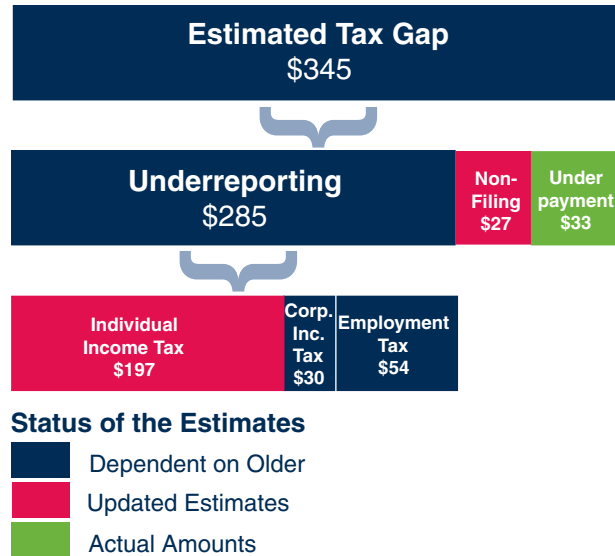 Estimated Tax Gap
$345
Underreporting
$285
Non-
Filing
$27
Under
payment
$33
Individual
Income Tax
$197
Corp.
Inc.
Tax
$30
Employment
Tax
$54
Status of the Estimates
Dependent on Older
Updated Estimates
Actual Amounts